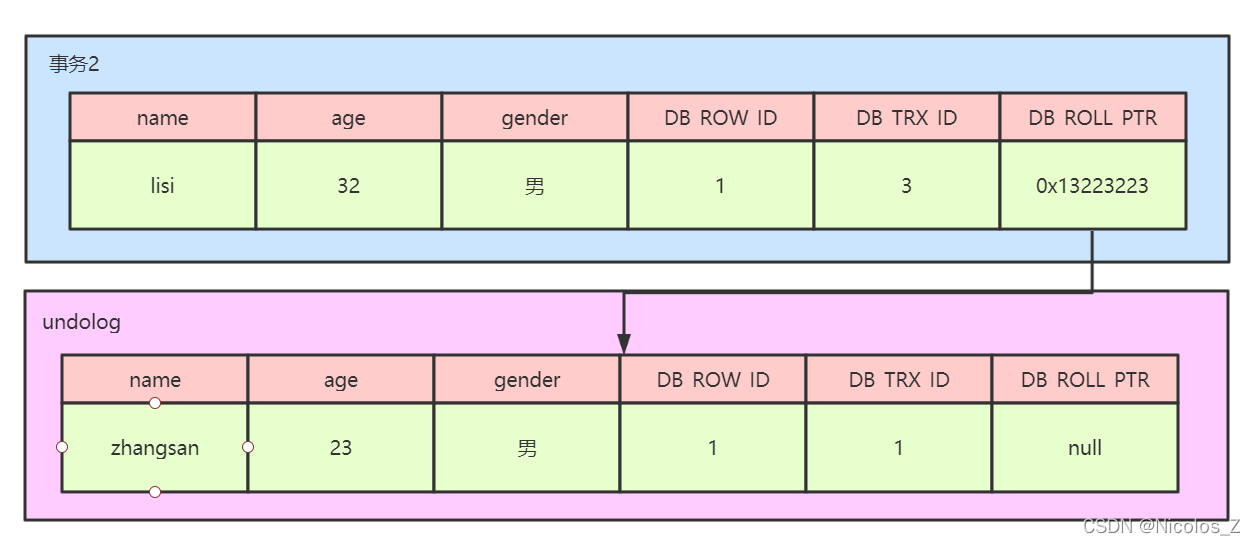 事务2
name age gender DB ROW ID DB TRX ID DB ROLL PTR
lisi 32 男 1 3 0x13223223
undolog
name age gender DB ROW ID DB TRX ID DB ROLL PTR
zhangsan 23 男 1 1 null
CSDN @Nicolos_Z